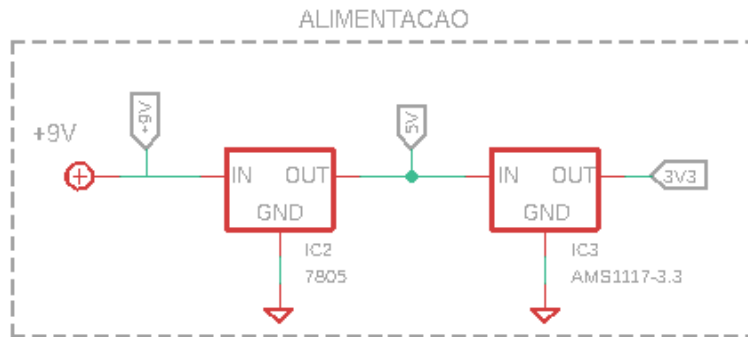 ALIMENTACAO
+9V
+9V
5V
IN OUT
GND
IN OUT
GND
3V3
IC2
7805
IC3
AMS1117-3.3